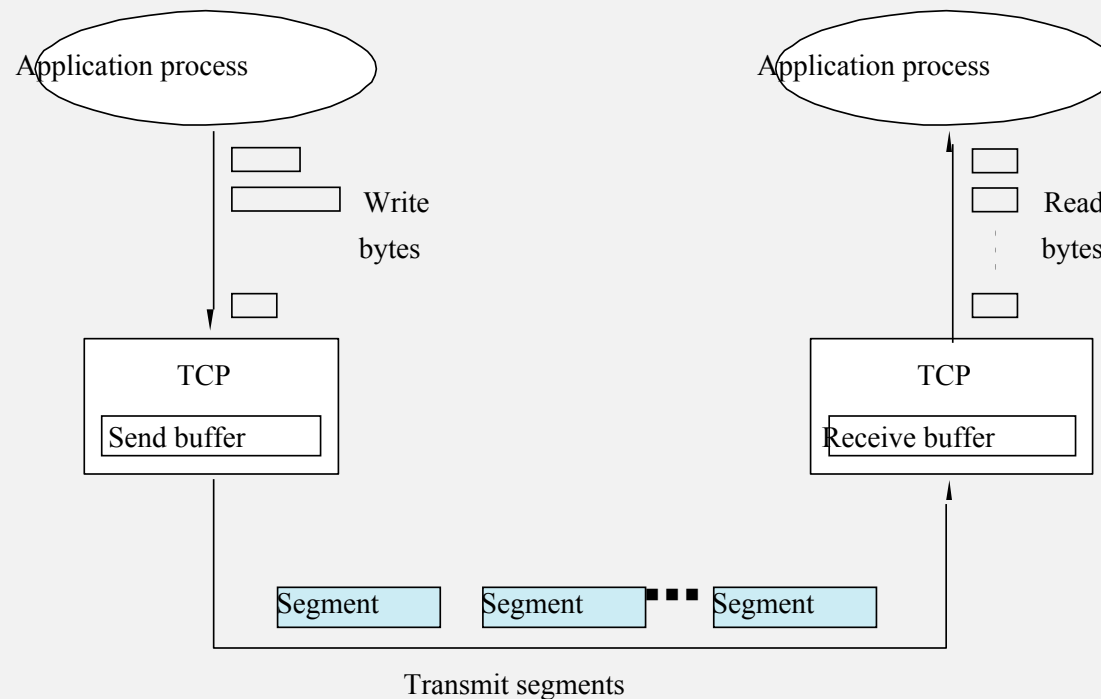 Application process
Application process
Write
bytes
Read
bytes
TCP
Send buffer
TCP
Receive buffer
Segment
Segment
Segment
Transmit segments